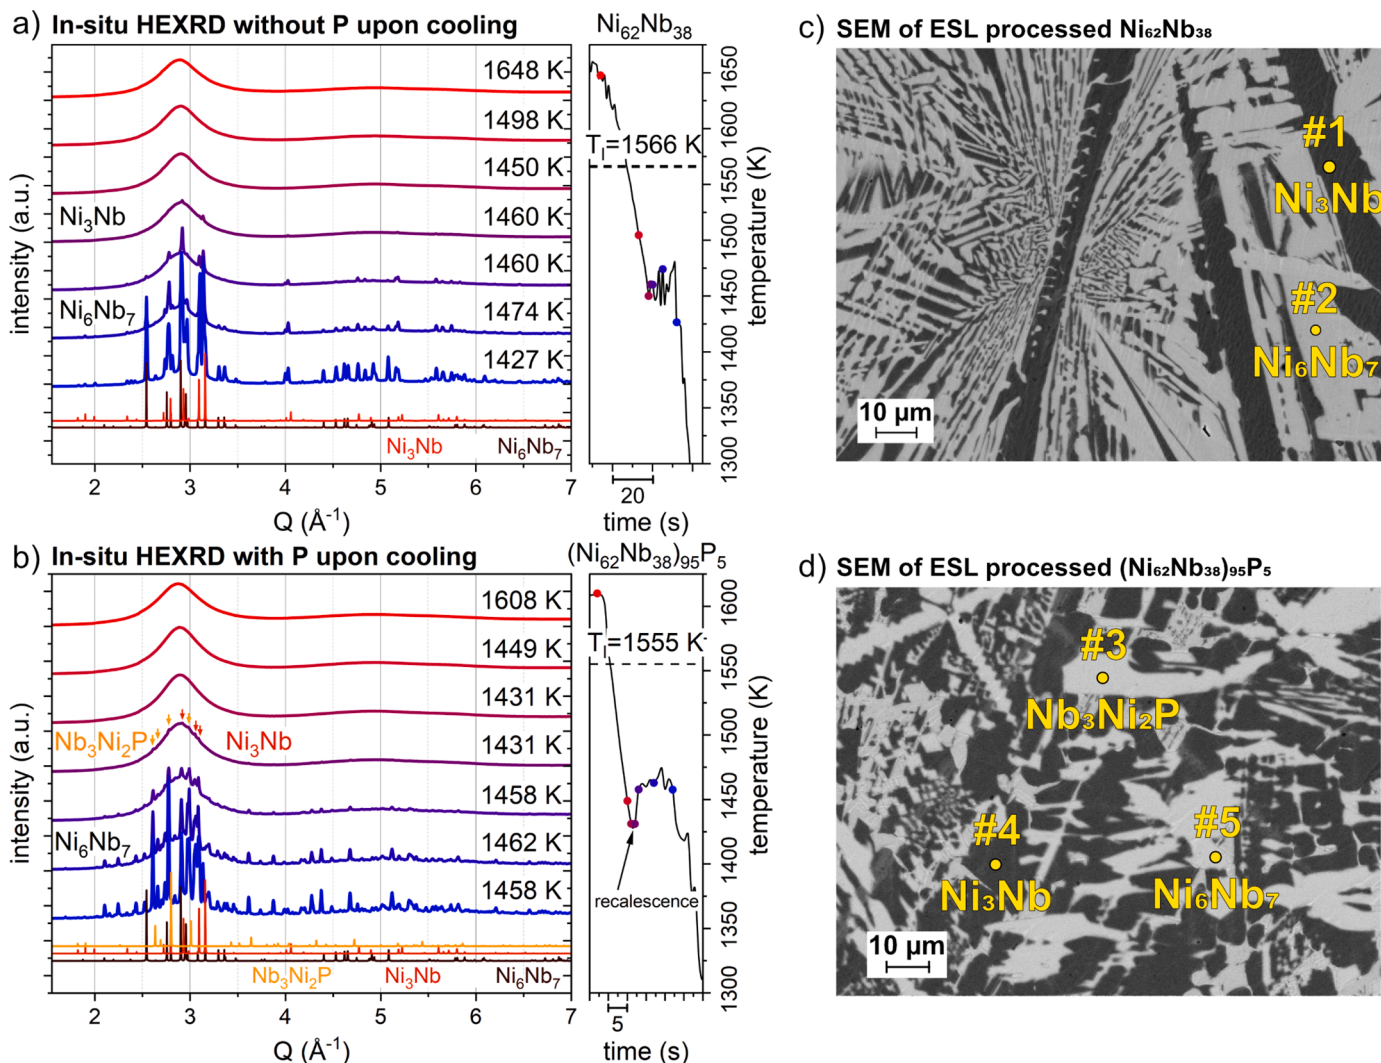 a) In-situ HEXRD without P upon cooling
Ni₆₂Nb₃₈
1648 K
1498 K
1450 K
Ni₃Nb
1460 K
1460 K
Ni₆Nb₇
1474 K
1427 K
Ni₃Nb
Ni₆Nb₇
intensity (a.u.)
2 3 4 5 6 7
Q (Å⁻¹)
Tₗ=1566 K
1650
1600
1550
1500
1450
1400
1350
1300
temperature (K)
20
time (s)
c) SEM of ESL processed Ni₆₂Nb₃₈
#1
Ni₃Nb
#2
Ni₆Nb₇
10 µm
b) In-situ HEXRD with P upon cooling
(Ni₆₂Nb₃₈)₉₅P₅
1608 K
1449 K
1431 K
Nb₃Ni₂P
Ni₃Nb
1431 K
1458 K
Ni₆Nb₇
1462 K
1458 K
Nb₃Ni₂P
Ni₃Nb
Ni₆Nb₇
intensity (a.u.)
2 3 4 5 6 7
Q (Å⁻¹)
Tₗ=1555 K
recalescence
1600
1550
1500
1450
1400
1350
1300
temperature (K)
5
time (s)
d) SEM of ESL processed (Ni₆₂Nb₃₈)₉₅P₅
#3
Nb₃Ni₂P
#4
Ni₃Nb
#5
Ni₆Nb₇
10 µm